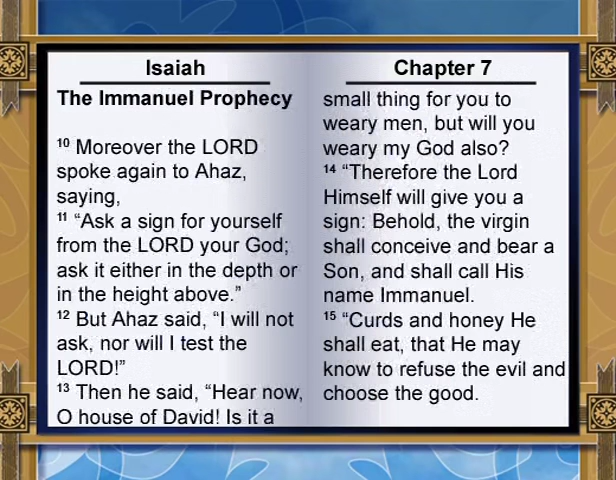 Isaiah
The Immanuel Prophecy
¹⁰ Moreover the LORD
spoke again to Ahaz,
saying,
¹¹ “Ask a sign for yourself
from the LORD your God;
ask it either in the depth or
in the height above.”
¹² But Ahaz said, “I will not
ask, nor will I test the
LORD!”
¹³ Then he said, “Hear now,
O house of David! Is it a
Chapter 7
small thing for you to
weary men, but will you
weary my God also?
¹⁴ “Therefore the Lord
Himself will give you a
sign: Behold, the virgin
shall conceive and bear a
Son, and shall call His
name Immanuel.
¹⁵ “Curds and honey He
shall eat, that He may
know to refuse the evil and
choose the good.